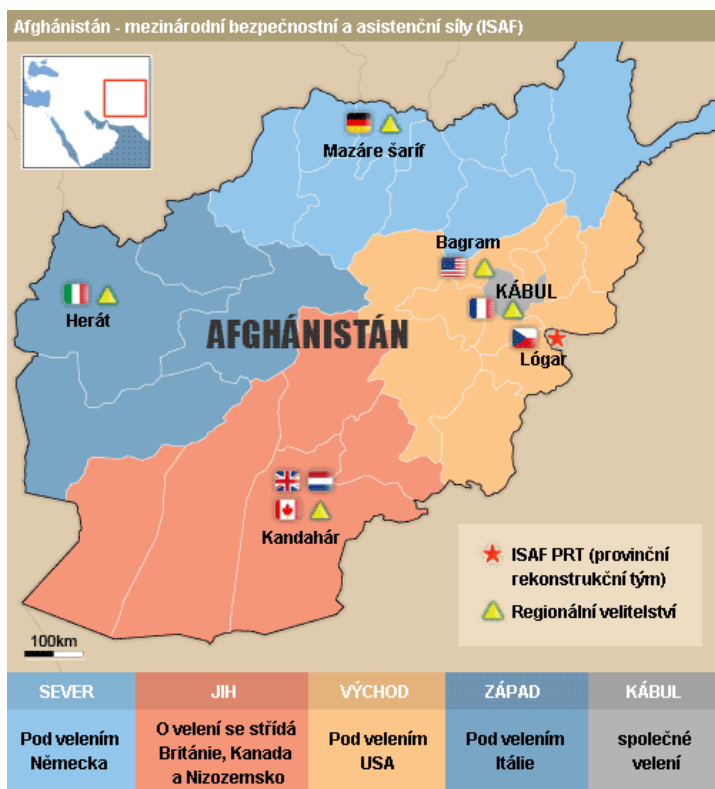 Afghánistán - mezinárodní bezpečnostní a asistenční síly (ISAF)
Mazáre šaríf
Bagram
KÁBUL
Herát
AFGHÁNISTÁN
Lógar
Kandahár
ISAF PRT (provinční
rekonstrukční tým)
Regionální velitelství
100km
SEVER
Pod velením
Německa
JIH
O velení se střídá
Británie, Kanada
a Nizozemsko
VÝCHOD
Pod velením
USA
ZÁPAD
Pod velením
Itálie
KÁBUL
společné
velení